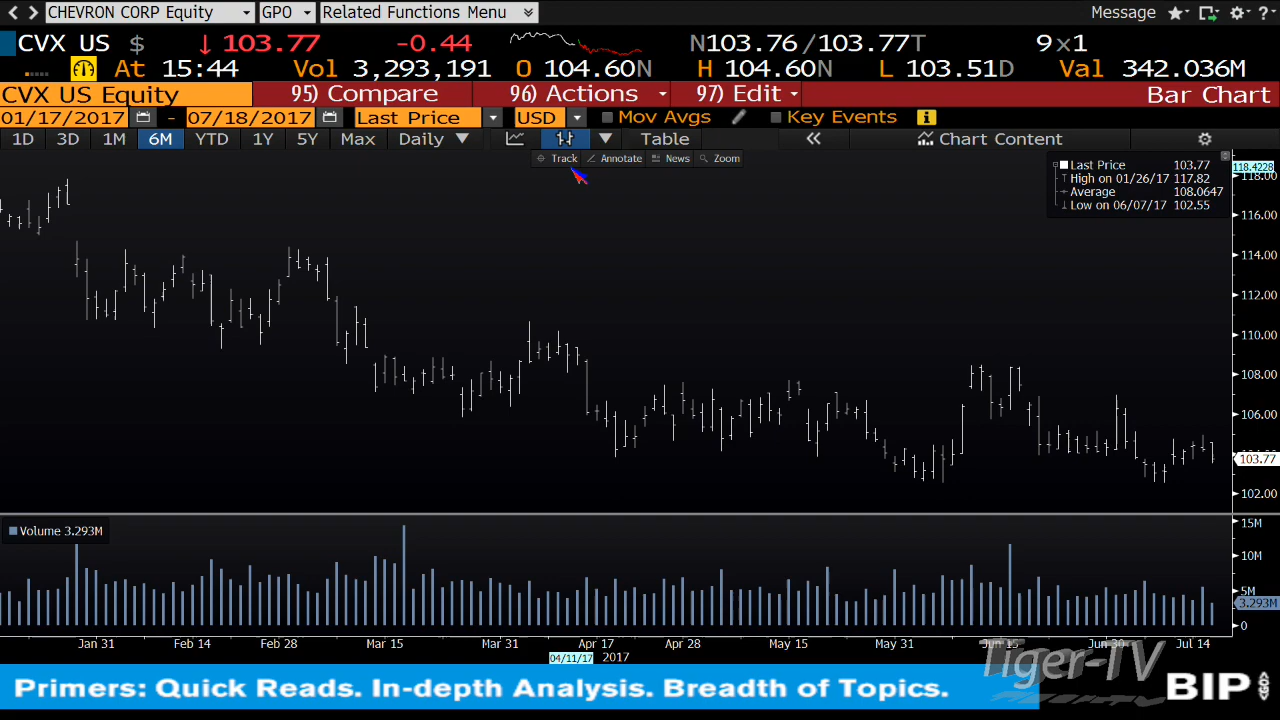 CHEVRON CORP Equity GPO Related Functions Menu Message ?
CVX US $ ↓ 103.77 -0.44 N103.76/103.77T 9x1
At 15:44 Vol 3,293,191 O 104.60N H 104.60N L 103.51D Val 342.036M
CVX US Equity 95) Compare 96) Actions 97) Edit Bar Chart
01/17/2017 - 07/18/2017 Last Price USD Mov Avgs Key Events i
1D 3D 1M 6M YTD 1Y 5Y Max Daily Table « Chart Content
Track Annotate News Zoom
Last Price 103.77
High on 01/26/17 117.82
Average 108.0647
Low on 06/07/17 102.55
118.4228
118.00
116.00
114.00
112.00
110.00
108.00
106.00
103.77
102.00
Volume 3.293M
15M
10M
5M
3.293M
0
Jan 31 Feb 14 Feb 28 Mar 15 Mar 31 Apr 17 Apr 28 May 15 May 31 Jun 15 Jun 30 Jul 14
04/11/17 2017
Tiger-TV
Primers: Quick Reads. In-depth Analysis. Breadth of Topics. BIP GO